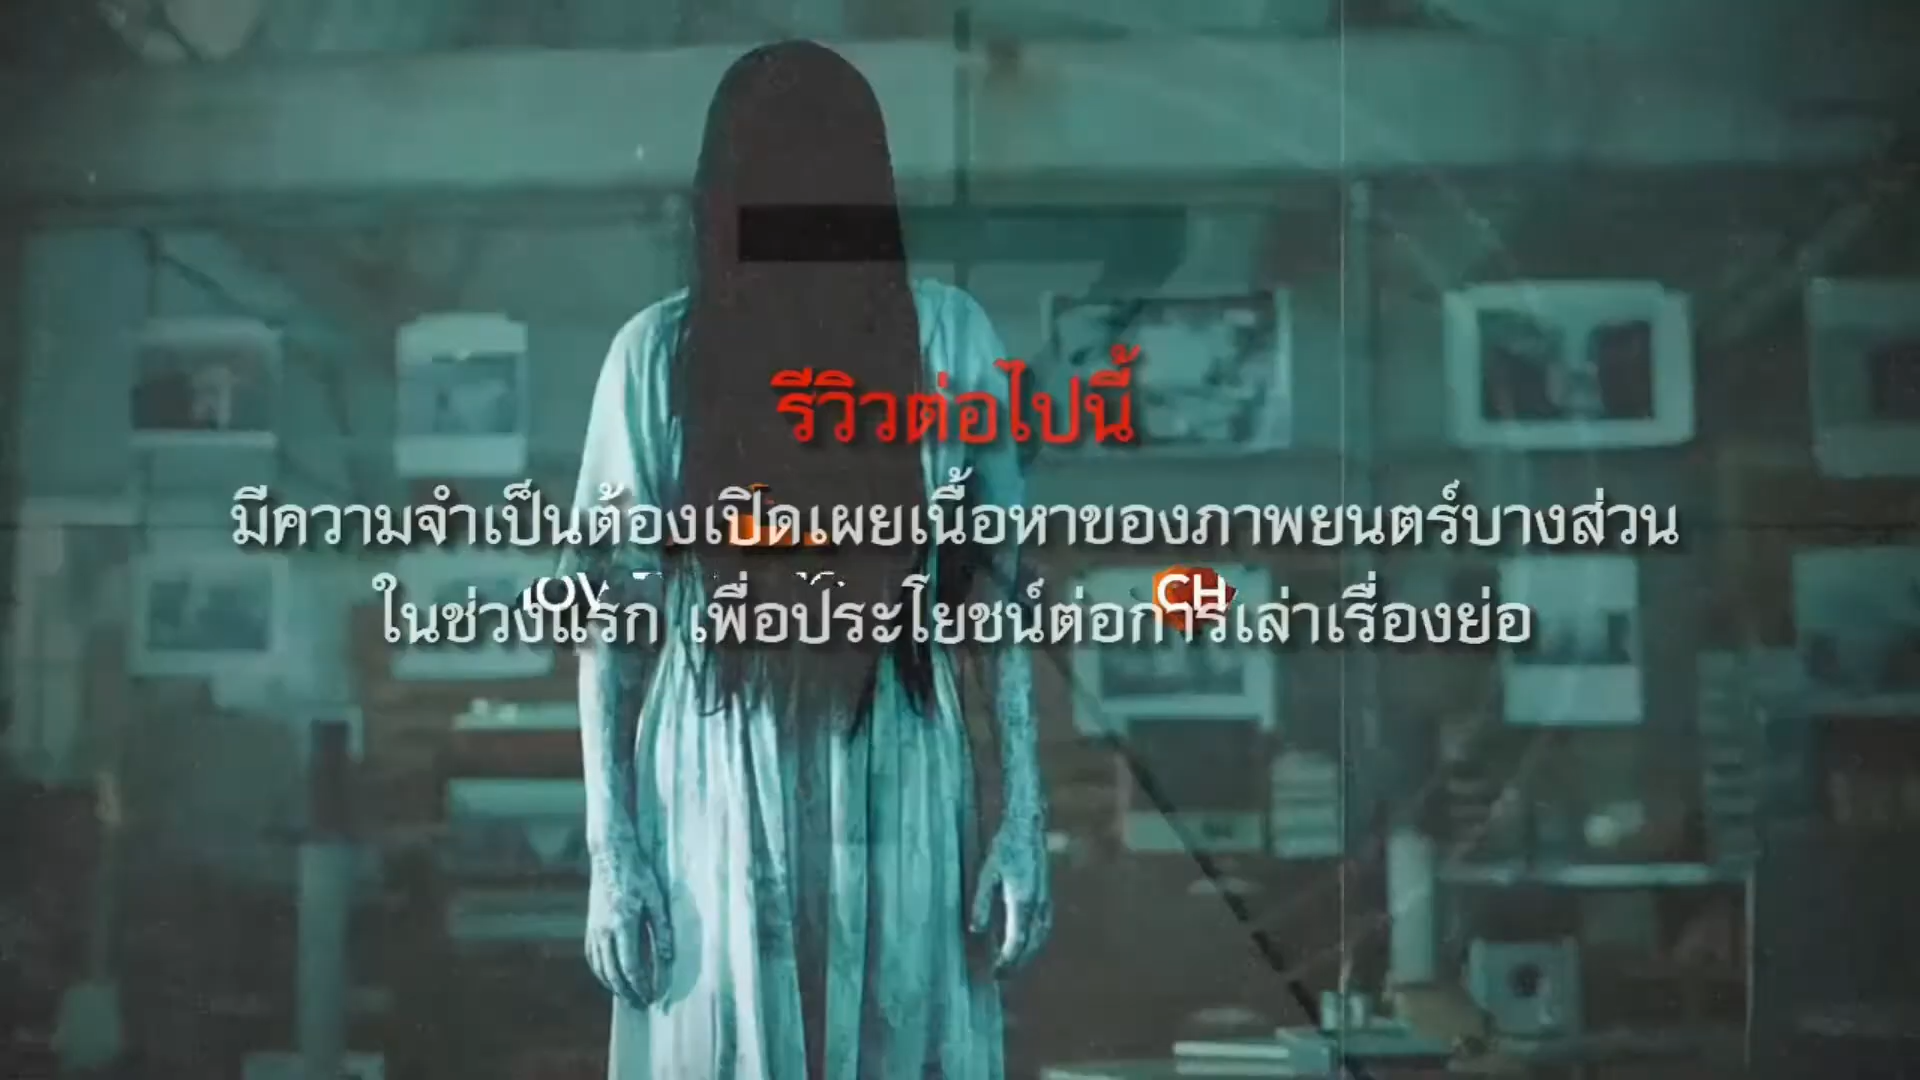 รีวิวต่อไปนี้
มีความจำเป็นต้องเปิดเผยเนื้อหาของภาพยนตร์บางส่วน
ในช่วงแรก เพื่อประโยชน์ต่อการเล่าเรื่องย่อ
CH